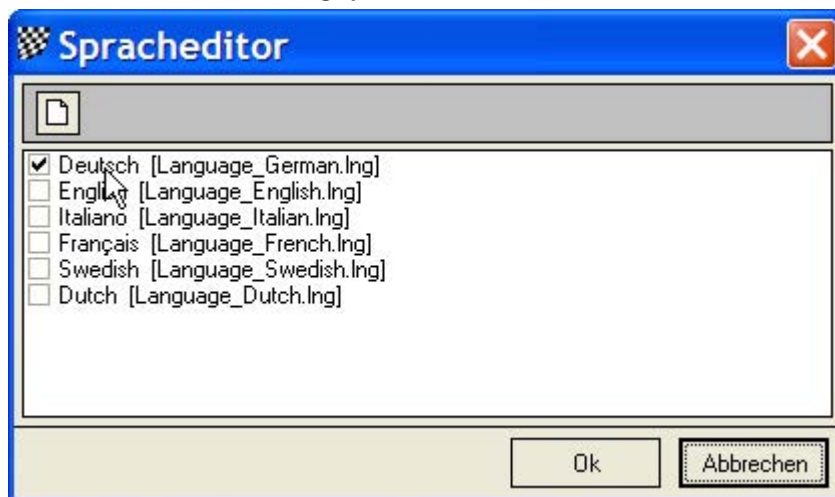 Spracheditor
Deutsch [Language_German.lng]
English [Language_English.lng]
Italiano [Language_Italian.lng]
Français [Language_French.lng]
Swedish [Language_Swedish.lng]
Dutch [Language_Dutch.lng]
Ok
Abbrechen